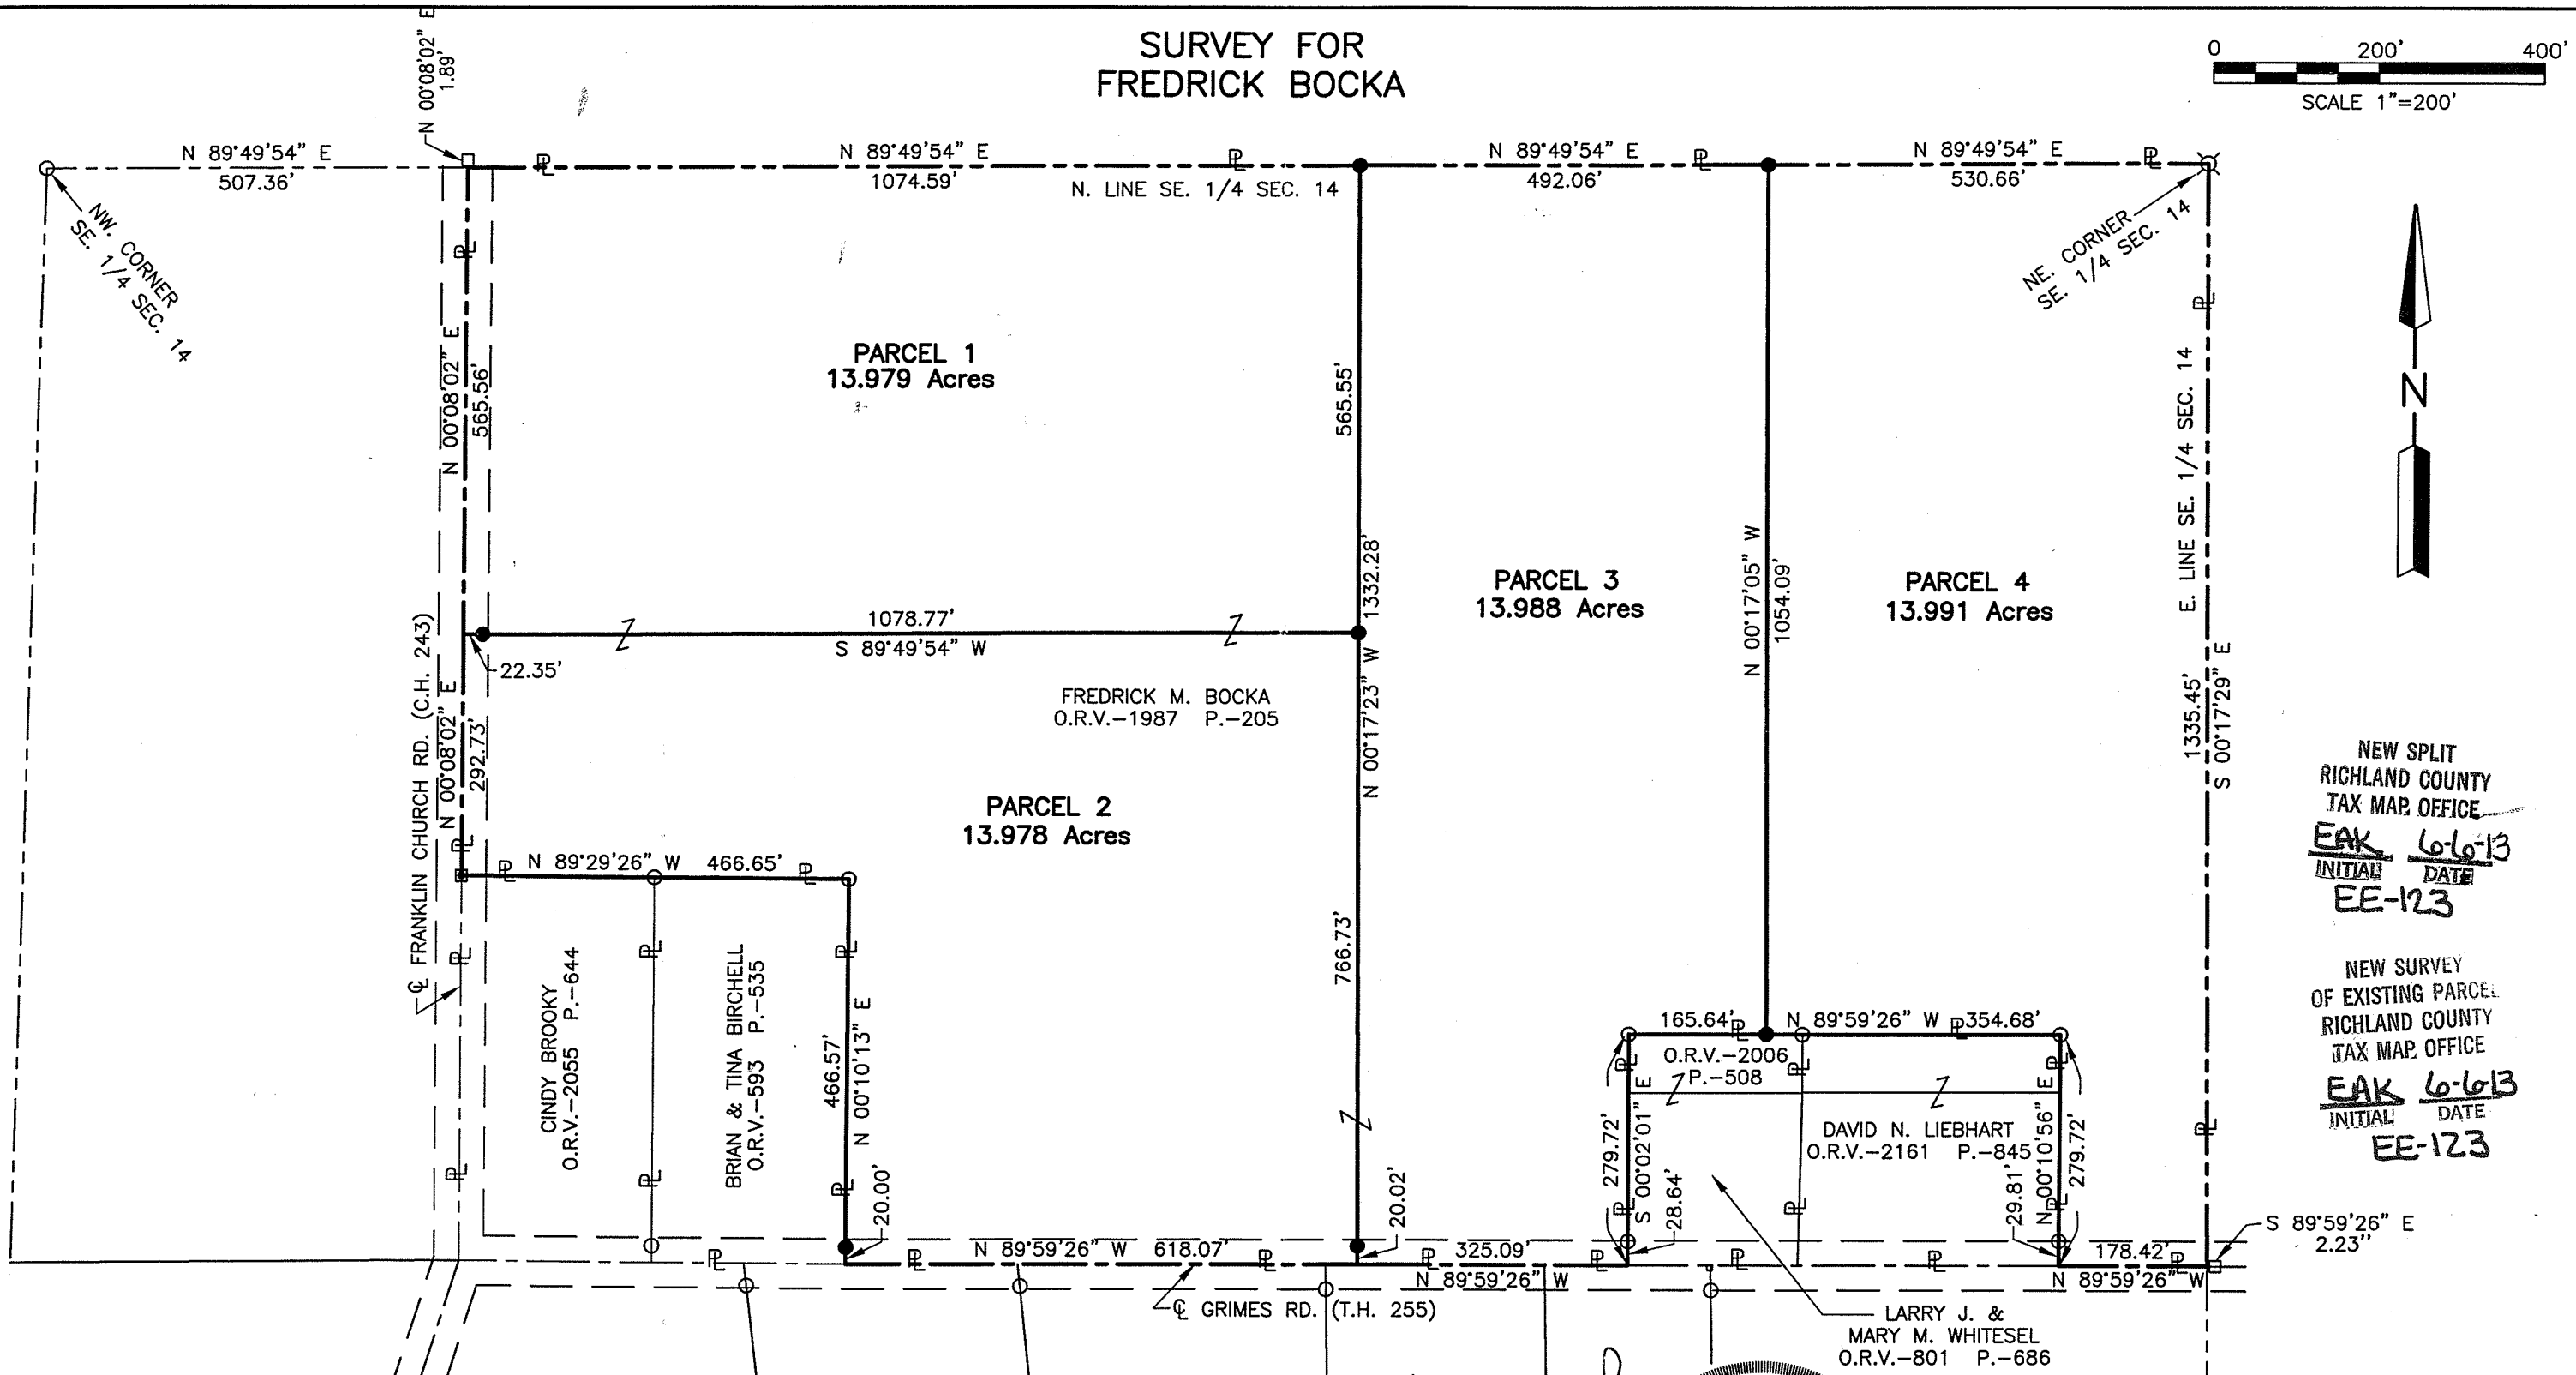 SURVEY FOR
FREDRICK BOCKA
0 200' 400'
SCALE 1"=200'
N 00°08'02" E
1.89'
N 89°49'54" E
507.36'
N 89°49'54" E
1074.59'
N. LINE SE. 1/4 SEC. 14
N 89°49'54" E
492.06'
N 89°49'54" E
530.66'
NW. CORNER
SE. 1/4 SEC. 14
NE. CORNER
SE. 1/4 SEC. 14
N
N 00°08'02" E
565.56'
PARCEL 1
13.979 Acres
565.55'
1332.28'
N 00°17'23" W
766.73'
PARCEL 3
13.988 Acres
N 00°17'05" W
1054.09'
PARCEL 4
13.991 Acres
E. LINE SE. 1/4 SEC. 14
1335.45'
S 00°17'29" E
1078.77'
S 89°49'54" W
22.35'
FREDRICK M. BOCKA
O.R.V.-1987 P.-205
℄ FRANKLIN CHURCH RD. (C.H. 243)
N 00°08'02" E
292.73'
PARCEL 2
13.978 Acres
N 89°29'26" W 466.65'
CINDY BROOKY
O.R.V.-2055 P.-644
BRIAN & TINA BIRCHELL
O.R.V.-593 P.-535
466.57'
N 00°10'13" E
20.00'
N 89°59'26" W 618.07'
20.02'
325.09'
N 89°59'26" W
℄ GRIMES RD. (T.H. 255)
165.64' N 89°59'26" W 354.68'
O.R.V.-2006
P.-508
279.72'
S 00°02'01" E
28.64'
DAVID N. LIEBHART
O.R.V.-2161 P.-845
29.81'
N 00°10'56" E
279.72'
178.42'
N 89°59'26" W
S 89°59'26" E
2.23''
LARRY J. &
MARY M. WHITESEL
O.R.V.-801 P.-686
NEW SPLIT
RICHLAND COUNTY
TAX MAP OFFICE
EAK 6-6-13
INITIAL DATE
EE-123
NEW SURVEY
OF EXISTING PARCEL
RICHLAND COUNTY
TAX MAP OFFICE
EAK 6-6-13
INITIAL DATE
EE-123